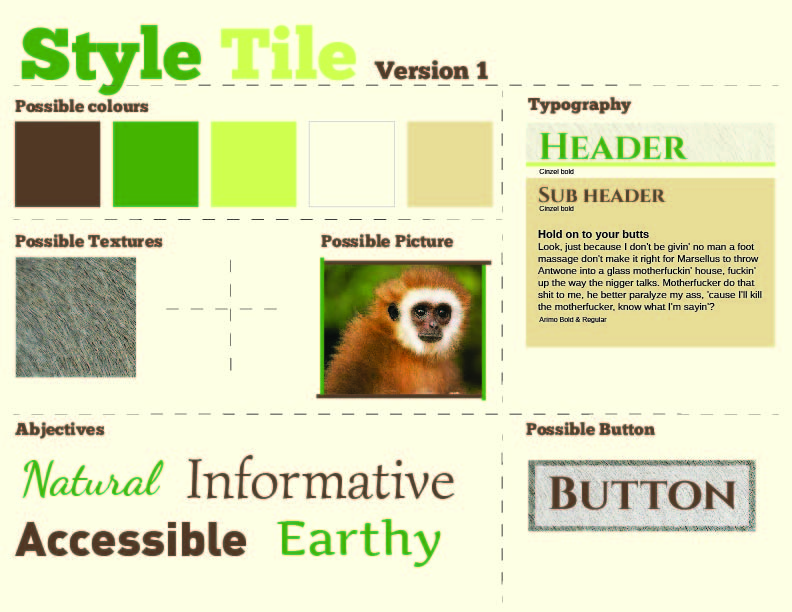 Style Tile Version 1
Possible colours
Typography
HEADER
Cinzel bold
SUB HEADER
Cinzel bold
Hold on to your butts
Look, just because I don't be givin' no man a foot
massage don't make it right for Marsellus to throw
Antwone into a glass motherfuckin' house, fuckin'
up the way the nigger talks. Motherfucker do that
shit to me, he better paralyze my ass, 'cause I'll kill
the motherfucker, know what I'm sayin'?
Arimo Bold & Regular
Possible Textures
Possible Picture
Abjectives
Natural Informative
Accessible Earthy
Possible Button
BUTTON